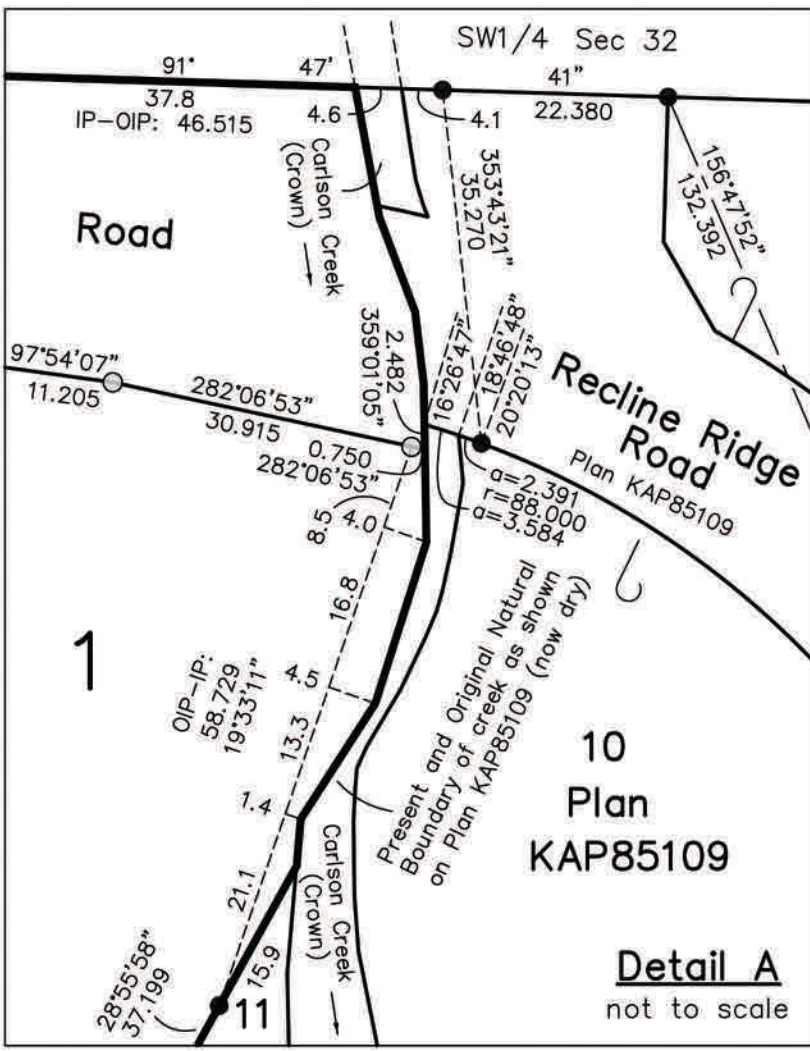 SW1/4 Sec 32
91° 47' 41"
37.8
4.6
4.1
22.380
IP-OIP: 46.515
Carlson Creek
(Crown)
Road
353°43'21"
35.270
156°47'52"
132.392
97°54'07"
11.205
282°06'53"
30.915
2.482
359°01'05"
16°26'47"
18°46'48"
20°20'13"
Recline Ridge
Road
Plan KAP85109
0.750
282°06'53"
a=2.391
r=88.000
a=3.584
8.5
4.0
16.8
1
OIP-IP:
58.729
19°33'11"
4.5
13.3
1.4
Present and Original Natural
Boundary of creek as shown
on Plan KAP85109 (now dry)
10
Plan
KAP85109
21.1
Carlson Creek
(Crown)
15.9
28°55'58"
37.199
11
Detail A
not to scale